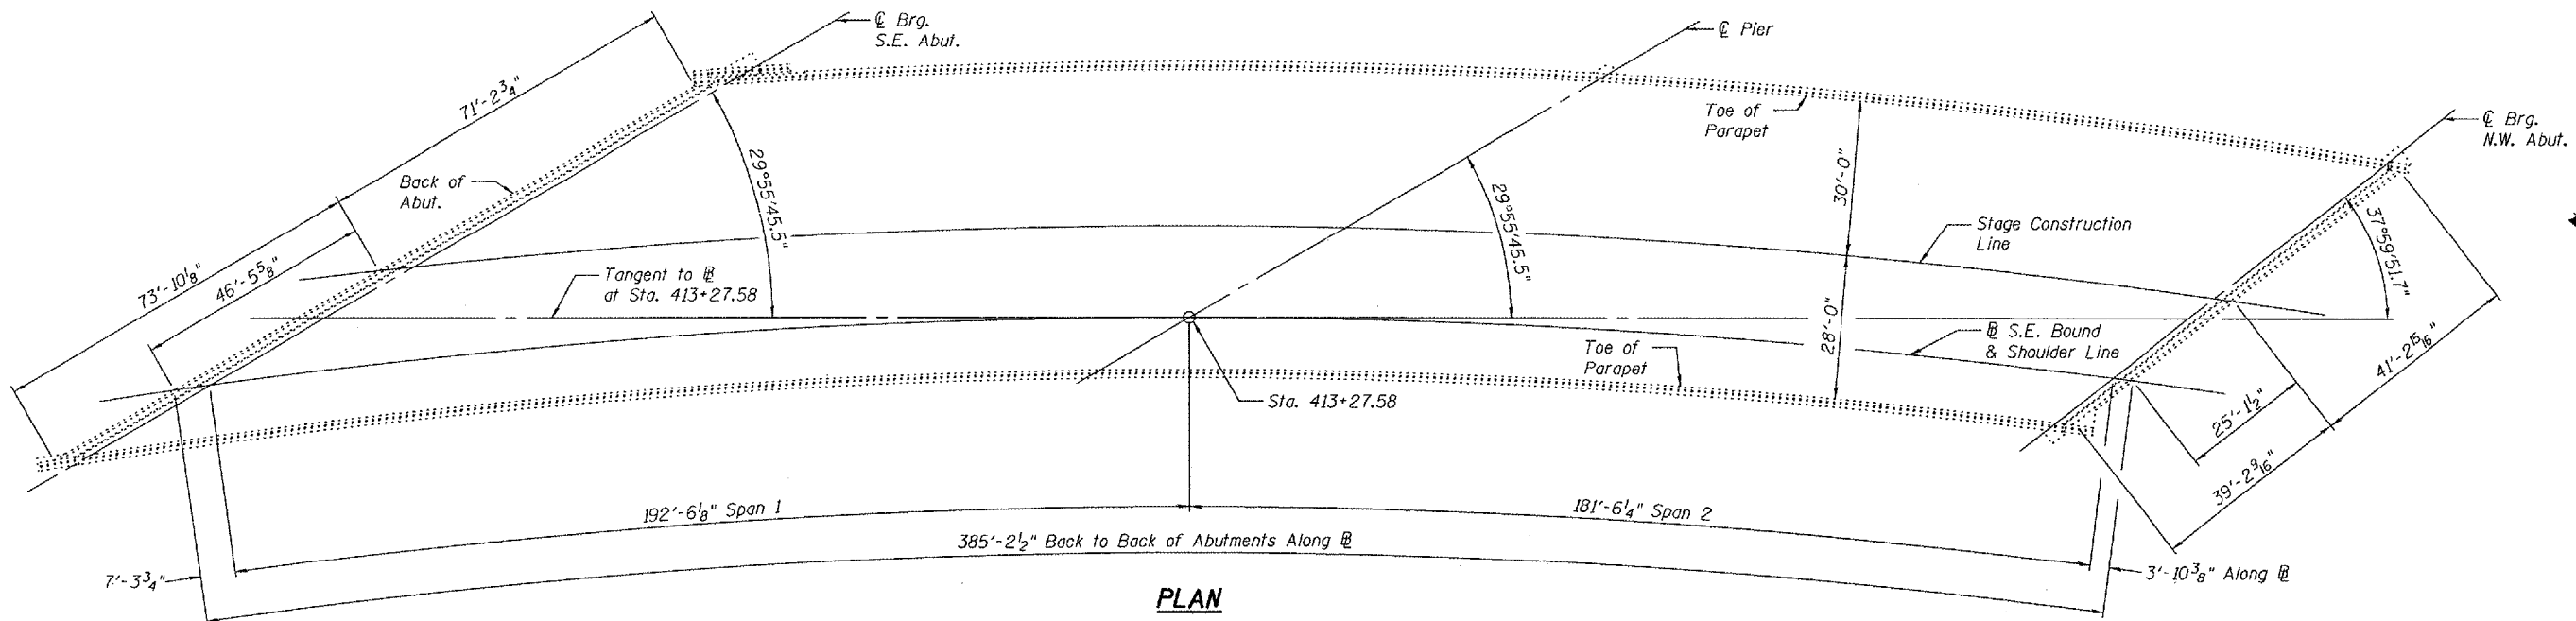 ℄ Brg.
S.E. Abut.
℄ Pier
℄ Brg.
N.W. Abut.
71'-2¾"
Toe of
Parapet
30'-0"
29°55'45.5"
29°55'45.5"
37°59'51.7"
Back of
Abut.
Stage Construction
Line
73'-10⅛"
46'-5⅝"
Tangent to ⅊
at Sta. 413+27.58
28'-0"
⅊ S.E. Bound
& Shoulder Line
Toe of
Parapet
41'-2 15/16"
Sta. 413+27.58
25'-1½"
39'-2 9/16"
192'-6⅛" Span 1
181'-6¼" Span 2
385'-2½" Back to Back of Abutments Along ⅊
7'-3¾"
3'-10⅜" Along ⅊
PLAN